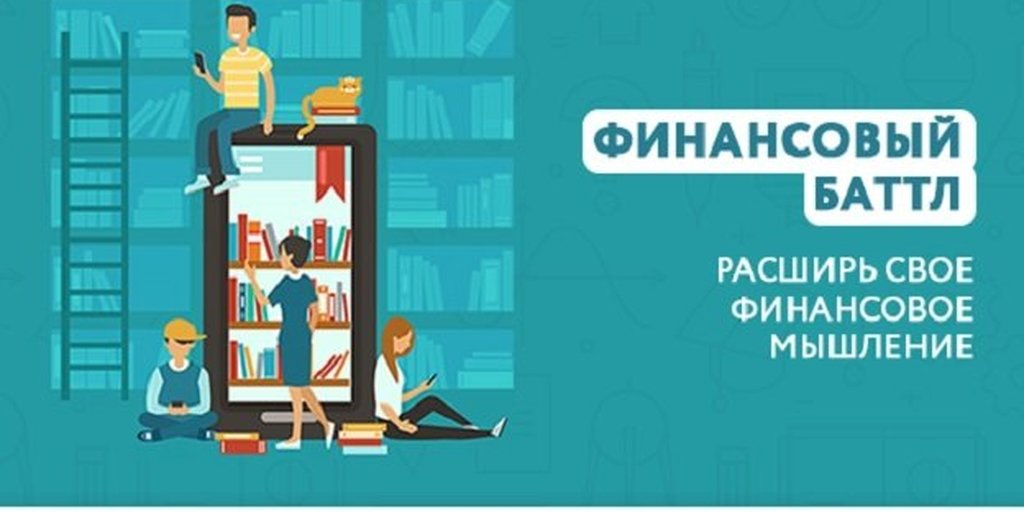 ФИНАНСОВЫЙ
БАТТЛ
РАСШИРЬ СВОЕ
ФИНАНСОВОЕ
МЫШЛЕНИЕ